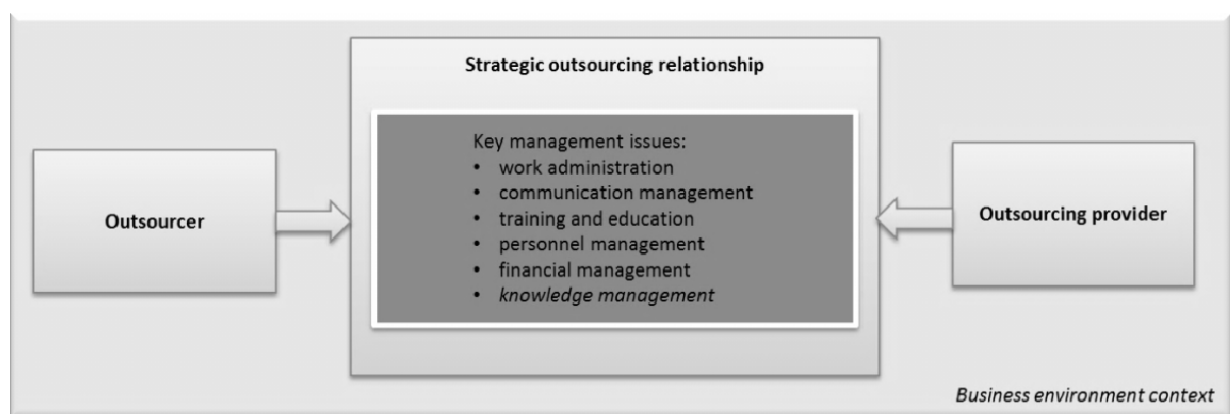 Strategic outsourcing relationship
Key management issues:
• work administration
• communication management
• training and education
• personnel management
• financial management
• knowledge management
Outsourcer
Outsourcing provider
Business environment context